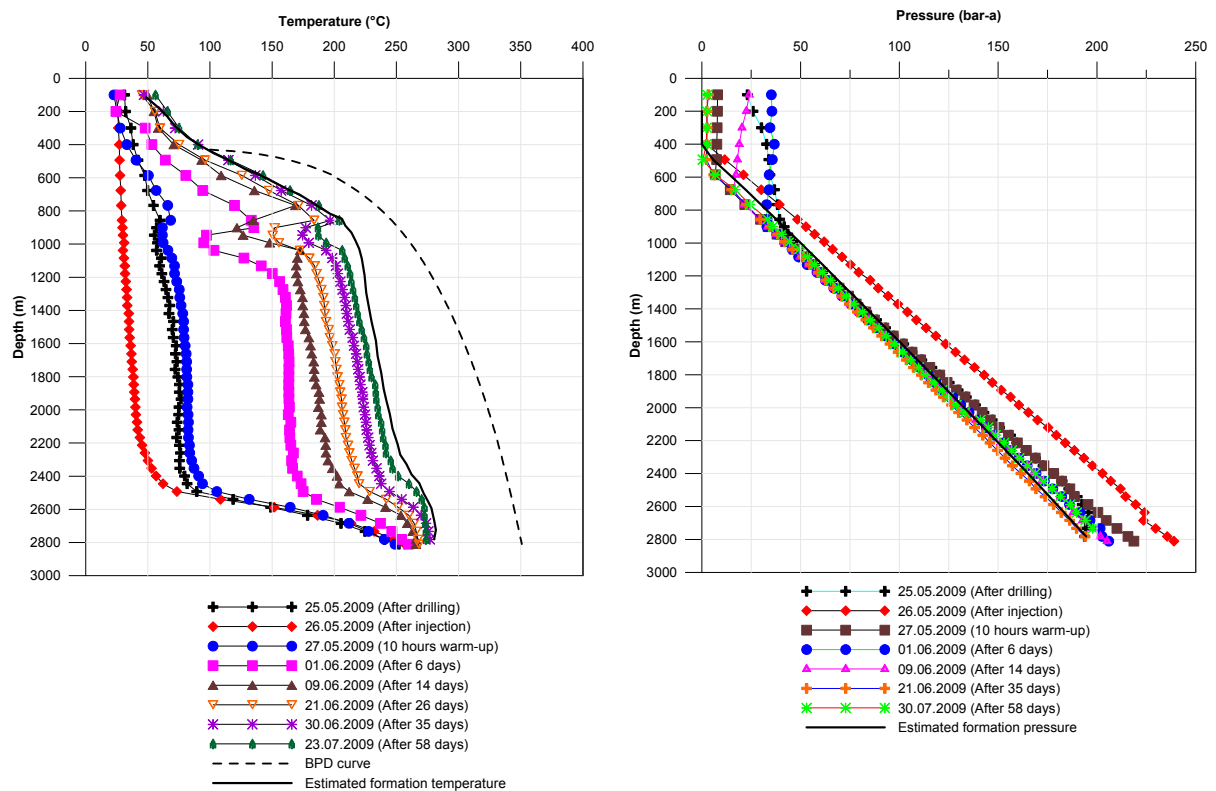 Temperature (°C)
0 50 100 150 200 250 300 350 400
0
200
400
600
800
1000
1200
1400
1600
1800
2000
2200
2400
2600
2800
3000
Depth (m)
25.05.2009 (After drilling)
26.05.2009 (After injection)
27.05.2009 (10 hours warm-up)
01.06.2009 (After 6 days)
09.06.2009 (After 14 days)
21.06.2009 (After 26 days)
30.06.2009 (After 35 days)
23.07.2009 (After 58 days)
BPD curve
Estimated formation temperature
Pressure (bar-a)
0 50 100 150 200 250
0
200
400
600
800
1000
1200
1400
1600
1800
2000
2200
2400
2600
2800
3000
Depth (m)
25.05.2009 (After drilling)
26.05.2009 (After injection)
27.05.2009 (10 hours warm-up)
01.06.2009 (After 6 days)
09.06.2009 (After 14 days)
21.06.2009 (After 35 days)
30.07.2009 (After 58 days)
Estimated formation pressure